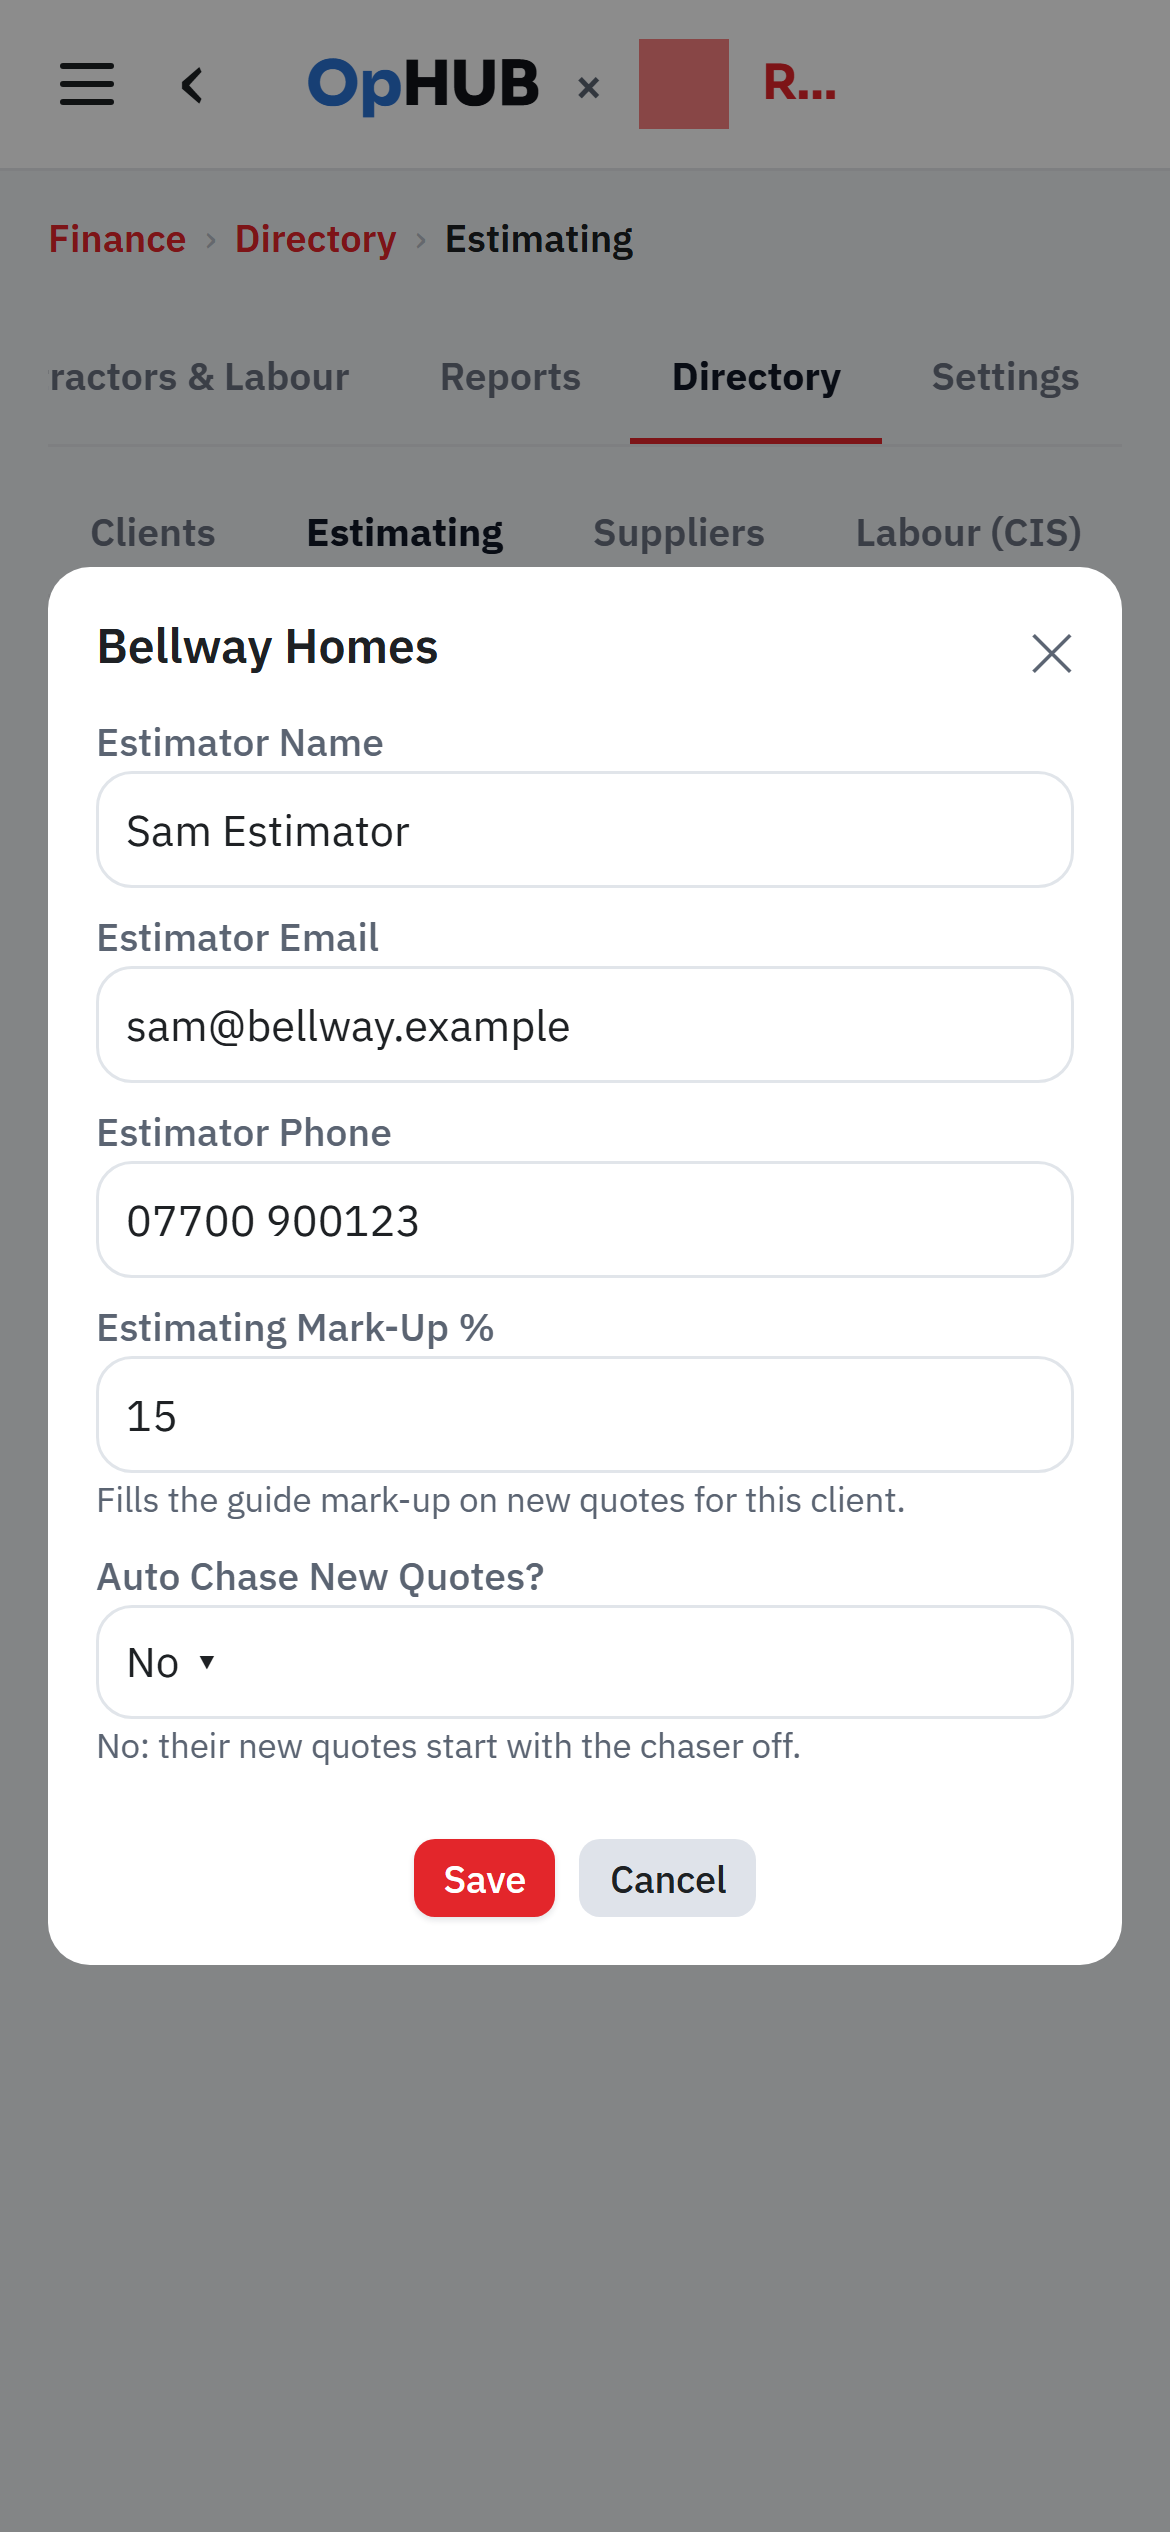 OpHUB × R...
Finance › Directory › Estimating
ractors & Labour Reports Directory Settings
Clients Estimating Suppliers Labour (CIS)
Bellway Homes
Estimator Name
Sam Estimator
Estimator Email
sam@bellway.example
Estimator Phone
07700 900123
Estimating Mark-Up %
15
Fills the guide mark-up on new quotes for this client.
Auto Chase New Quotes?
No
No: their new quotes start with the chaser off.
Save Cancel